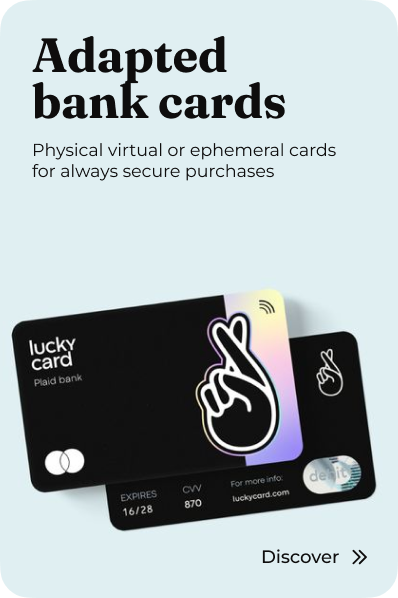 Adapted
bank cards
Physical virtual or ephemeral cards
for always secure purchases
lucky
card
Plaid bank
EXPIRES
16/28
CVV
870
For more info:
luckycard.com
debit
Discover